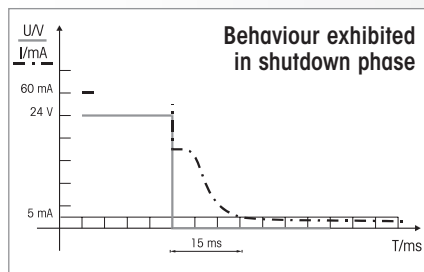 Behaviour exhibited
in shutdown phase
U/V
I/mA
60 mA
24 V
5 mA
15 ms
T/ms